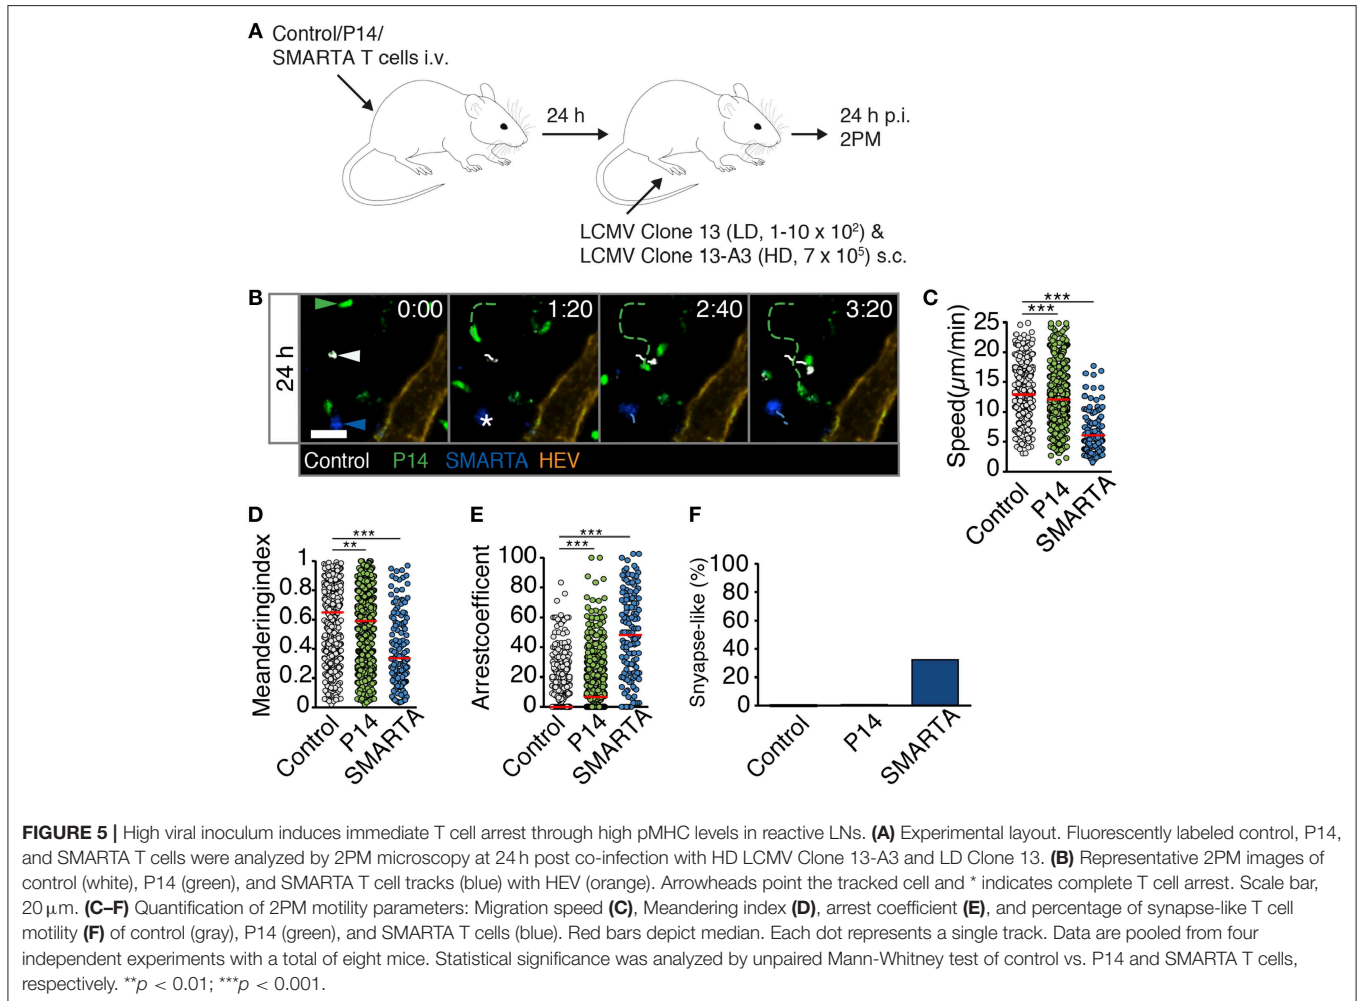 A Control/P14/
SMARTA T cells i.v.
24 h
24 h p.i.
2PM
LCMV Clone 13 (LD, 1-10 x 10²) &
LCMV Clone 13-A3 (HD, 7 x 10⁵) s.c.
B
24 h
0:00 1:20 2:40 3:20
*
Control P14 SMARTA HEV
C
***
***
Speed(µm/min)
25
20
15
10
5
0
Control P14 SMARTA
D
***
**
Meanderingindex
1
0.8
0.6
0.4
0.2
0
Control P14 SMARTA
E
***
***
Arrestcoefficent
100
80
60
40
20
0
Control P14 SMARTA
F
Snyapse-like (%)
100
80
60
40
20
0
Control P14 SMARTA
FIGURE 5 | High viral inoculum induces immediate T cell arrest through high pMHC levels in reactive LNs. (A) Experimental layout. Fluorescently labeled control, P14,
and SMARTA T cells were analyzed by 2PM microscopy at 24 h post co-infection with HD LCMV Clone 13-A3 and LD Clone 13. (B) Representative 2PM images of
control (white), P14 (green), and SMARTA T cell tracks (blue) with HEV (orange). Arrowheads point the tracked cell and * indicates complete T cell arrest. Scale bar,
20 µm. (C–F) Quantification of 2PM motility parameters: Migration speed (C), Meandering index (D), arrest coefficient (E), and percentage of synapse-like T cell
motility (F) of control (gray), P14 (green), and SMARTA T cells (blue). Red bars depict median. Each dot represents a single track. Data are pooled from four
independent experiments with a total of eight mice. Statistical significance was analyzed by unpaired Mann-Whitney test of control vs. P14 and SMARTA T cells,
respectively. **p < 0.01; ***p < 0.001.